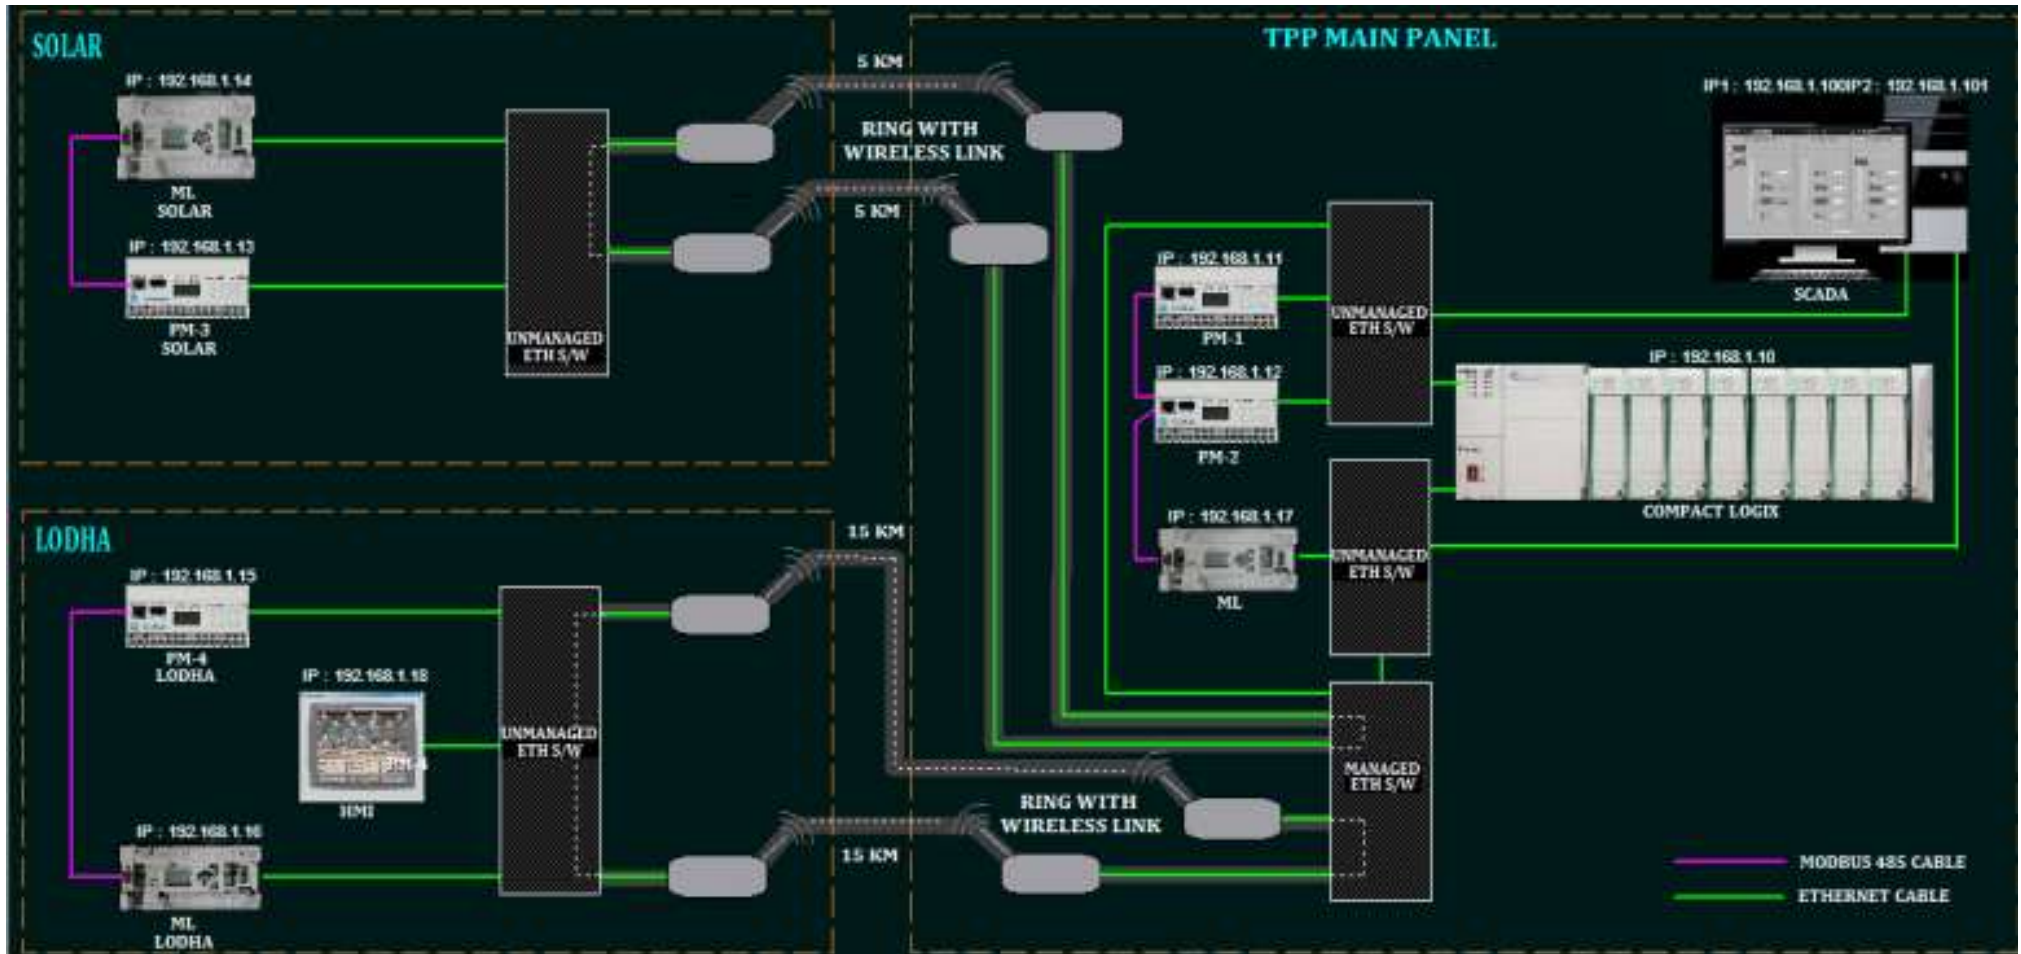 SOLAR
IP : 192.168.1.14
ML
SOLAR
IP : 192.168.1.13
PM-3
SOLAR
UNMANAGED
ETH S/W
5 KM
RING WITH
WIRELESS LINK
5 KM
TPP MAIN PANEL
IP1 : 192.168.1.100IP2 : 192.168.1.101
SCADA
IP : 192.168.1.11
PM-1
IP : 192.168.1.12
PM-2
UNMANAGED
ETH S/W
IP : 192.168.1.10
COMPACT LOGIX
IP : 192.168.1.17
ML
UNMANAGED
ETH S/W
MANAGED
ETH S/W
LODHA
IP : 192.168.1.15
PM-4
LODHA
IP : 192.168.1.18
HMI
IP : 192.168.1.16
ML
LODHA
UNMANAGED
ETH S/W
15 KM
RING WITH
WIRELESS LINK
15 KM
MODBUS 485 CABLE
ETHERNET CABLE